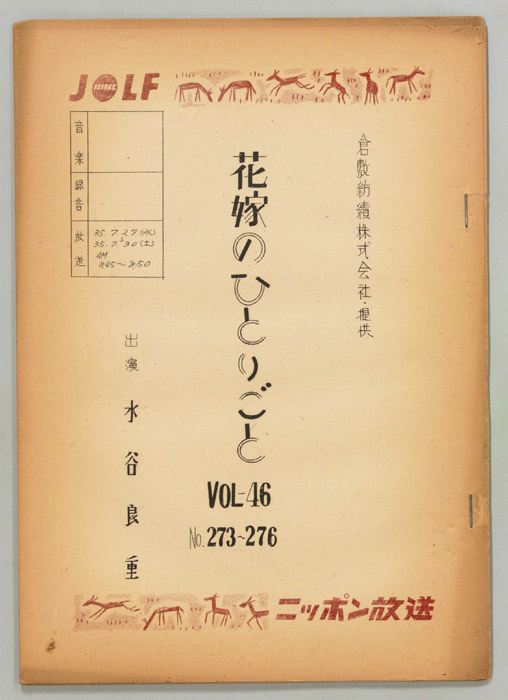 JOLF
倉敷紡績株式会社・提供
花嫁のひとりごと
VOL-46
No. 273~276
音楽
録音
放送
35.7.27(水)
35.7.30(土)
AM
8:45~8:50
出演 水谷良重
ニッポン放送